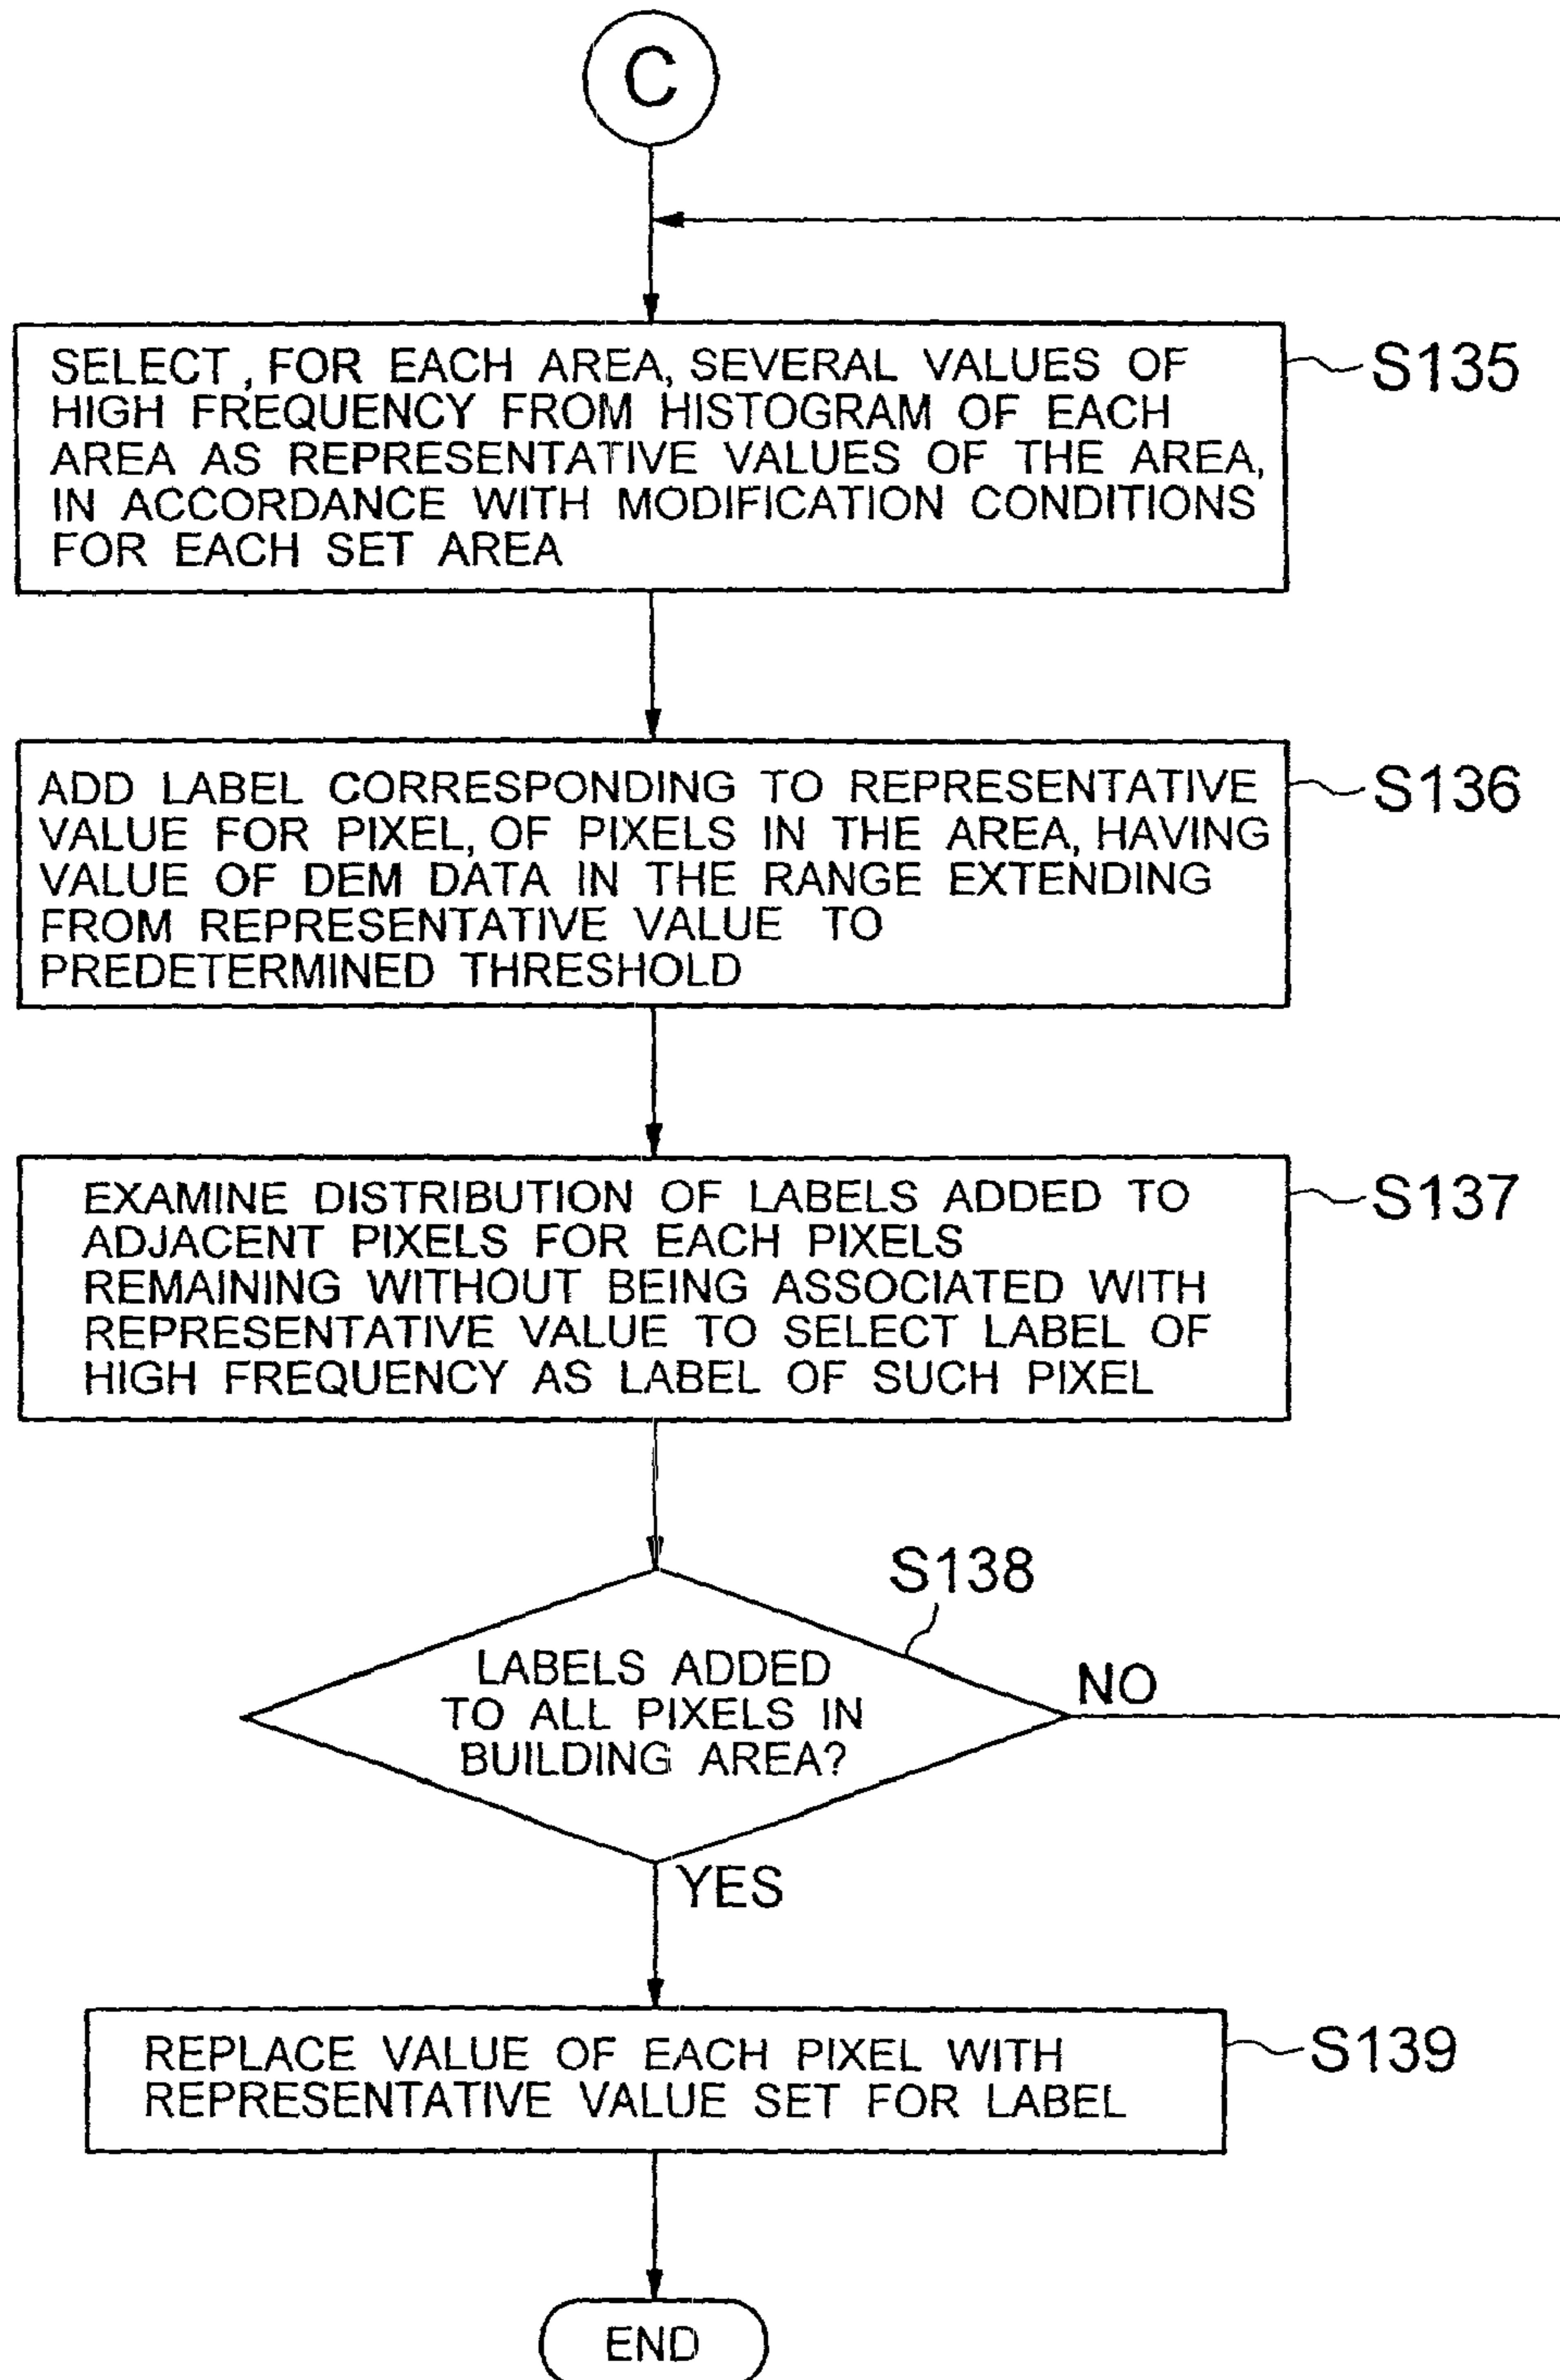 C
SELECT, FOR EACH AREA, SEVERAL VALUES OF
HIGH FREQUENCY FROM HISTOGRAM OF EACH
AREA AS REPRESENTATIVE VALUES OF THE AREA,
IN ACCORDANCE WITH MODIFICATION CONDITIONS
FOR EACH SET AREA
S135
ADD LABEL CORRESPONDING TO REPRESENTATIVE
VALUE FOR PIXEL, OF PIXELS IN THE AREA, HAVING
VALUE OF DEM DATA IN THE RANGE EXTENDING
FROM REPRESENTATIVE VALUE TO
PREDETERMINED THRESHOLD
S136
EXAMINE DISTRIBUTION OF LABELS ADDED TO
ADJACENT PIXELS FOR EACH PIXELS
REMAINING WITHOUT BEING ASSOCIATED WITH
REPRESENTATIVE VALUE TO SELECT LABEL OF
HIGH FREQUENCY AS LABEL OF SUCH PIXEL
S137
S138
LABELS ADDED
TO ALL PIXELS IN
BUILDING AREA?
NO
YES
REPLACE VALUE OF EACH PIXEL WITH
REPRESENTATIVE VALUE SET FOR LABEL
S139
END